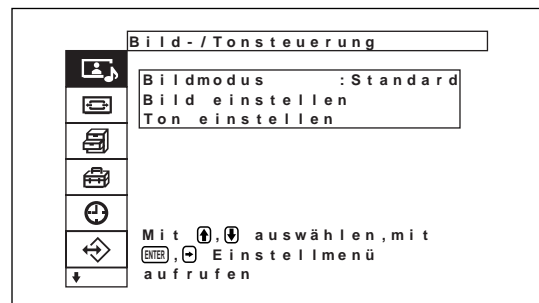 Bild-/Tonsteuerung
Bildmodus :Standard
Bild einstellen
Ton einstellen
Mit ⬆,⬇ auswählen,mit
ENTER,➡ Einstellmenü
aufrufen